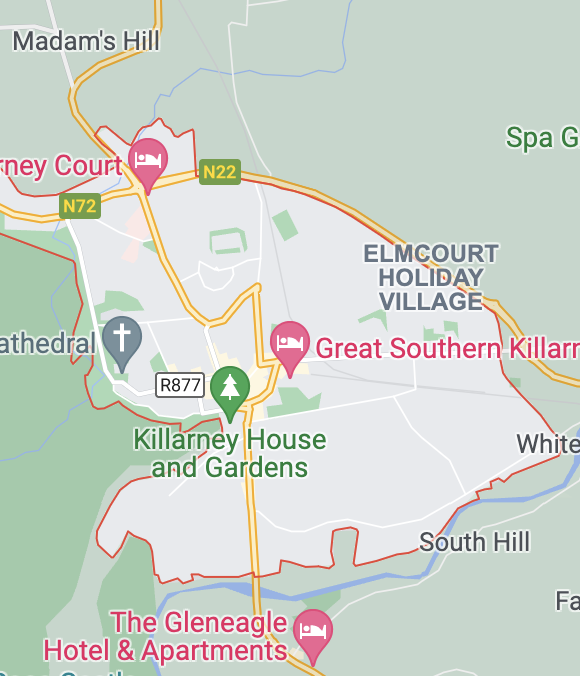 Madam's Hill
Spa G
rney Court
N22
N72
ELMCOURT
HOLIDAY
VILLAGE
athedral
Great Southern Killarn
R877
Killarney House
and Gardens
White
South Hill
Fa
The Gleneagle
Hotel & Apartments